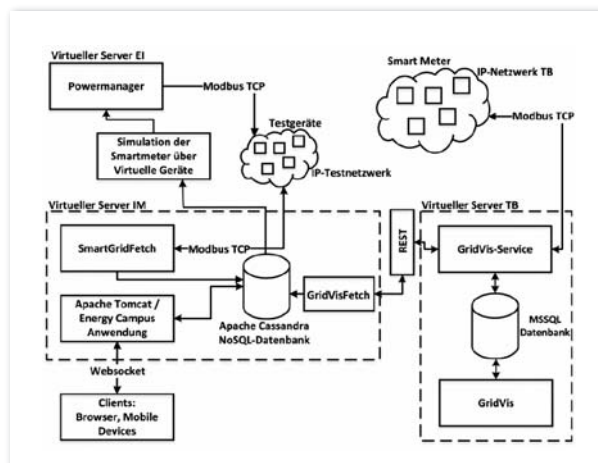 Virtueller Server EI
Powermanager
Modbus TCP
Simulation der
Smartmeter über
Virtuelle Geräte
Testgeräte
IP-Testnetzwerk
Smart Meter
IP-Netzwerk TB
Modbus TCP
Virtueller Server IM
SmartGridFetch
Modbus TCP
Apache Tomcat /
Energy Campus
Anwendung
Apache Cassandra
NoSQL-Datenbank
GridVisFetch
REST
Websocket
Clients:
Browser, Mobile
Devices
Virtueller Server TB
GridVis-Service
MSSQL
Datenbank
GridVis